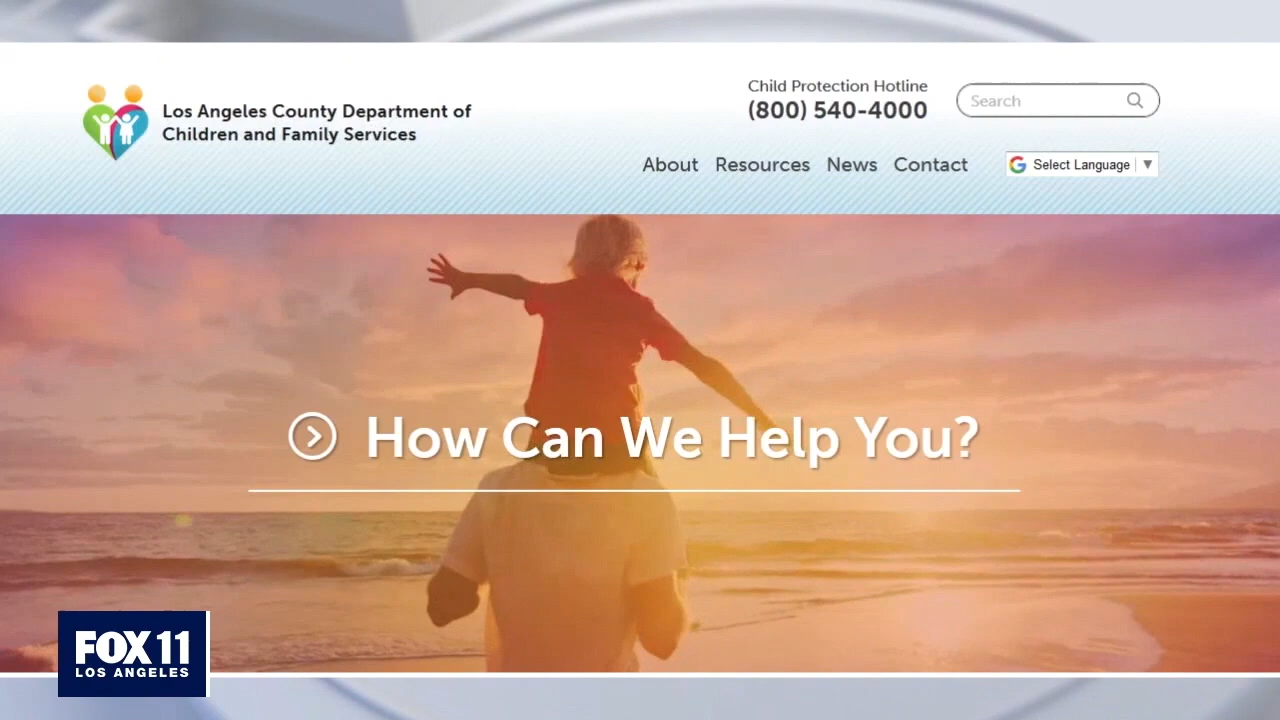 Los Angeles County Department of
Children and Family Services
Child Protection Hotline
(800) 540-4000
Search
About Resources News Contact
Select Language ▼
How Can We Help You?
FOX 11
LOS ANGELES